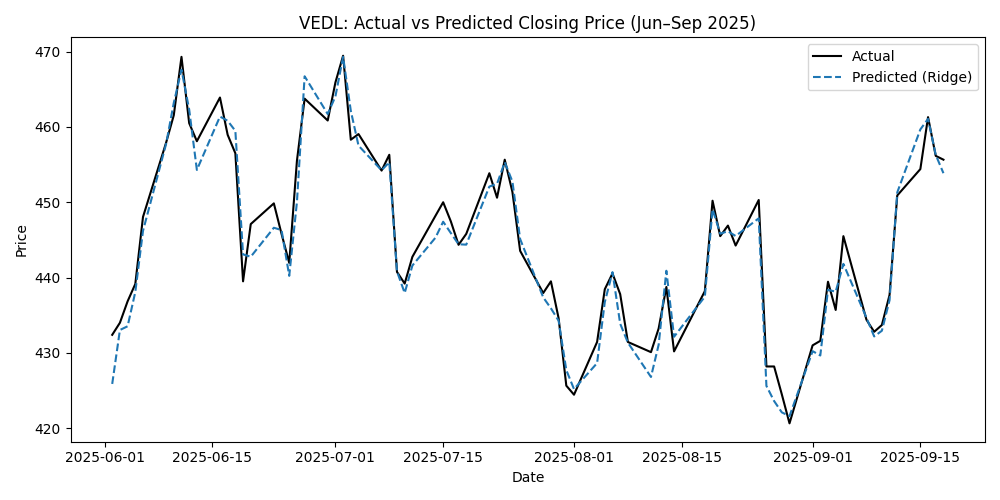 VEDL: Actual vs Predicted Closing Price (Jun–Sep 2025)
Actual
Predicted (Ridge)
Price
470
460
450
440
430
420
2025-06-01 2025-06-15 2025-07-01 2025-07-15 2025-08-01 2025-08-15 2025-09-01 2025-09-15
Date